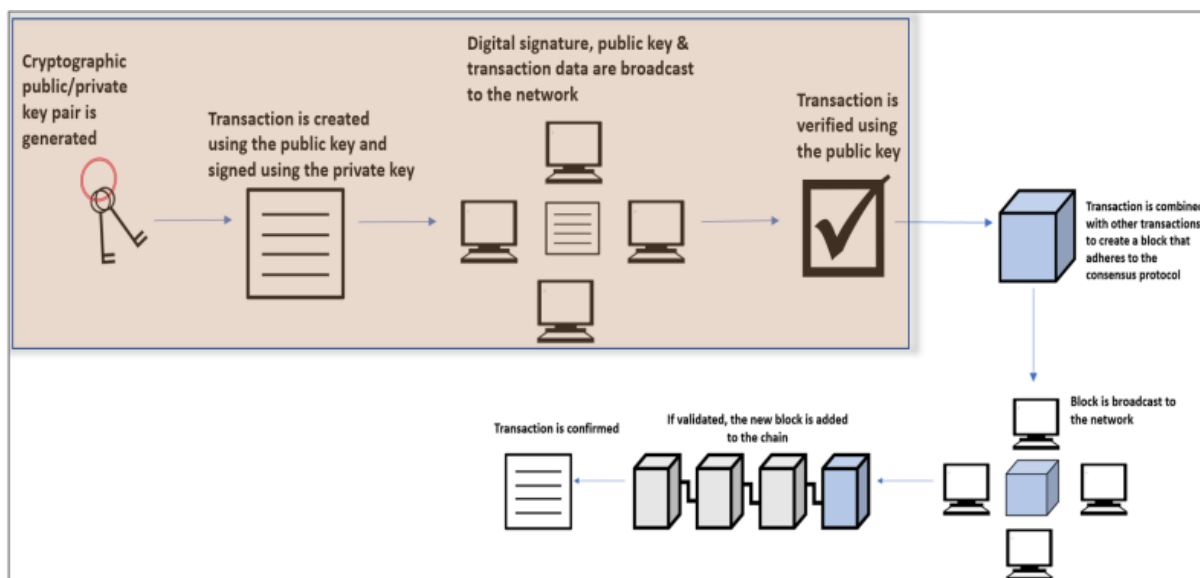 Cryptographic
public/private
key pair is
generated
Transaction is created
using the public key and
signed using the private key
Digital signature, public key &
transaction data are broadcast
to the network
Transaction is
verified using
the public key
Transaction is combined
with other transactions
to create a block that
adheres to the
consensus protocol
Block is broadcast to
the network
If validated, the new block is added
to the chain
Transaction is confirmed